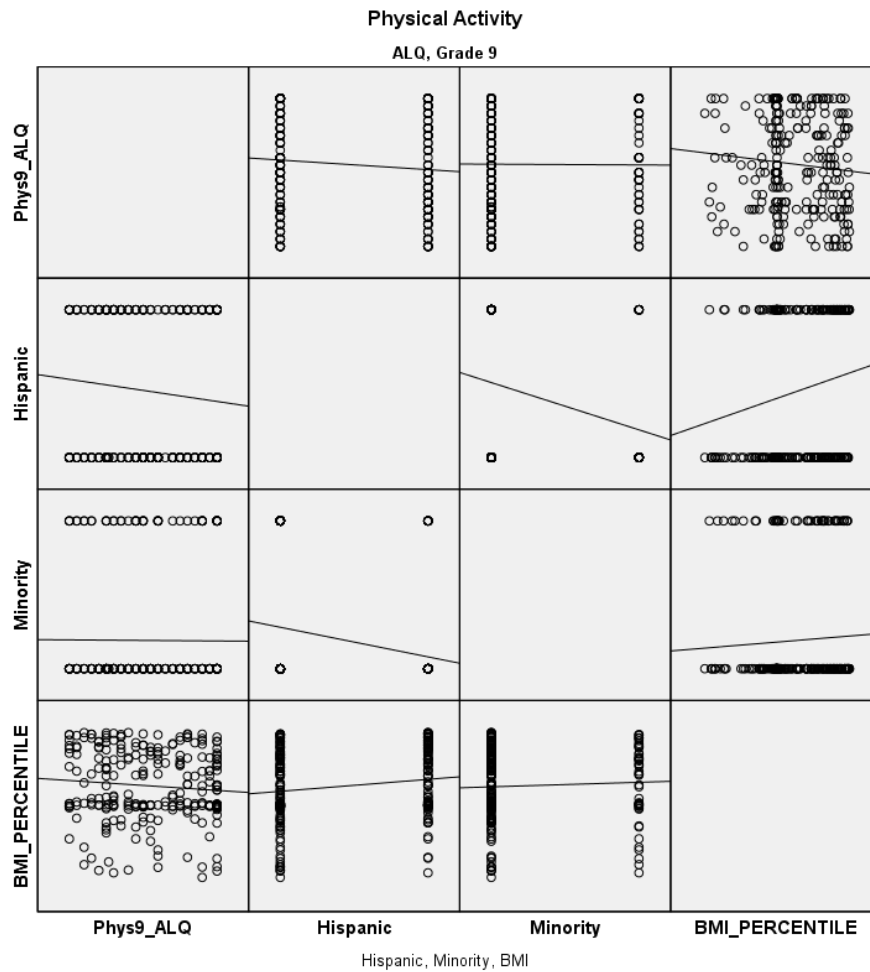 Physical Activity
ALQ, Grade 9
Phys9_ALQ
Hispanic
Minority
BMI_PERCENTILE
Phys9_ALQ Hispanic Minority BMI_PERCENTILE
Hispanic, Minority, BMI